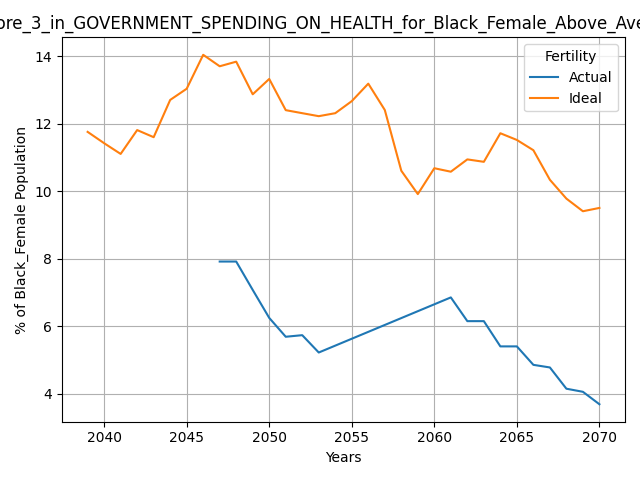 ore_3_in_GOVERNMENT_SPENDING_ON_HEALTH_for_Black_Female_Above_Ave
Fertility
Actual
Ideal
% of Black_Female Population
14
12
10
8
6
4
2040 2045 2050 2055 2060 2065 2070
Years